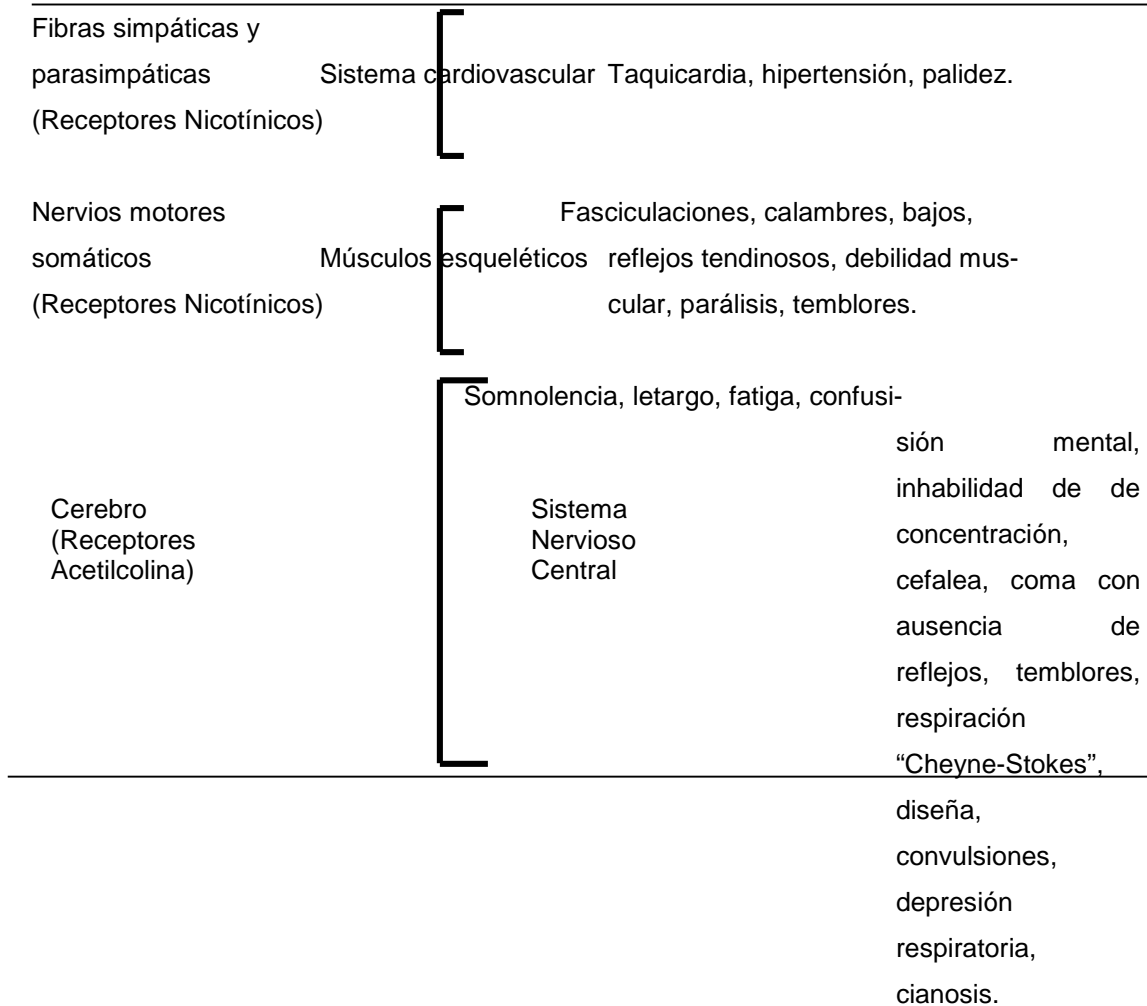 Fibras simpáticas y
parasimpáticas Sistema cardiovascular Taquicardia, hipertensión, palidez.
(Receptores Nicotínicos)
Nervios motores Fasciculaciones, calambres, bajos,
somáticos Músculos esqueléticos reflejos tendinosos, debilidad mus-
(Receptores Nicotínicos) cular, parálisis, temblores.
Cerebro
(Receptores
Acetilcolina)
Sistema
Nervioso
Central
Somnolencia, letargo, fatiga, confusi-
sión mental,
inhabilidad de de
concentración,
cefalea, coma con
ausencia de
reflejos, temblores,
respiración
“Cheyne-Stokes”,
diseña,
convulsiones,
depresión
respiratoria,
cianosis.